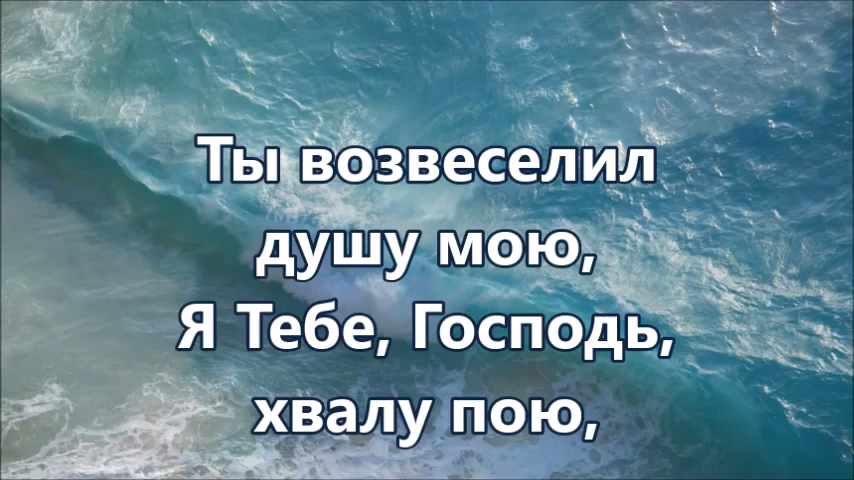 Ты возвеселил
душу мою,
Я Тебе, Господь,
хвалу пою,